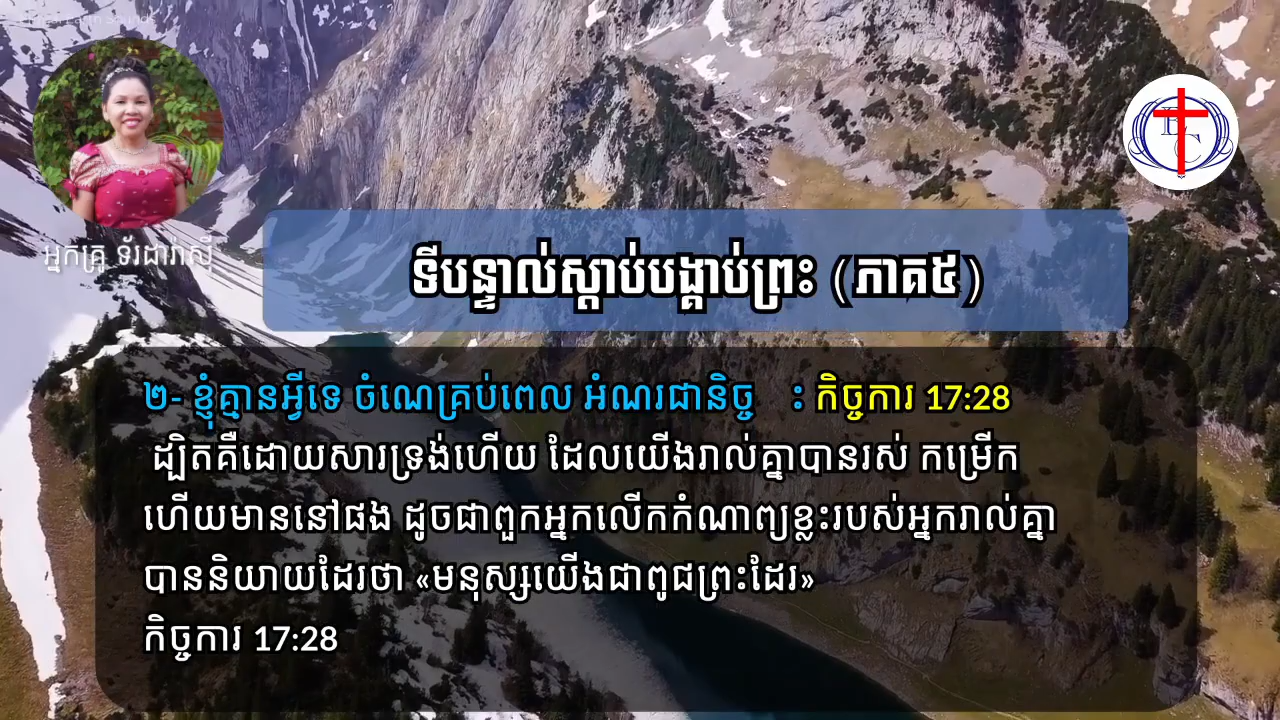 អ្នកគ្រូ ទ័រដារ៉ាស៊ី
ទីបន្ទាល់ស្តាប់បង្គាប់ព្រះ (ភាគ៥)
២- ខ្ញុំគ្មានអ្វីទេ ចំណេគ្រប់ពេល អំណរជានិច្ច : កិច្ចការ 17:28
ដ្បិតគឺដោយសារទ្រង់ហើយ ដែលយើងរាល់គ្នាបានរស់ កម្រើក
ហើយមាននៅផង ដូចជាពួកអ្នកលើកកំណាព្យខ្លះរបស់អ្នករាល់គ្នា
បាននិយាយដែរថា «មនុស្សយើងជាពូជព្រះដែរ»
កិច្ចការ 17:28